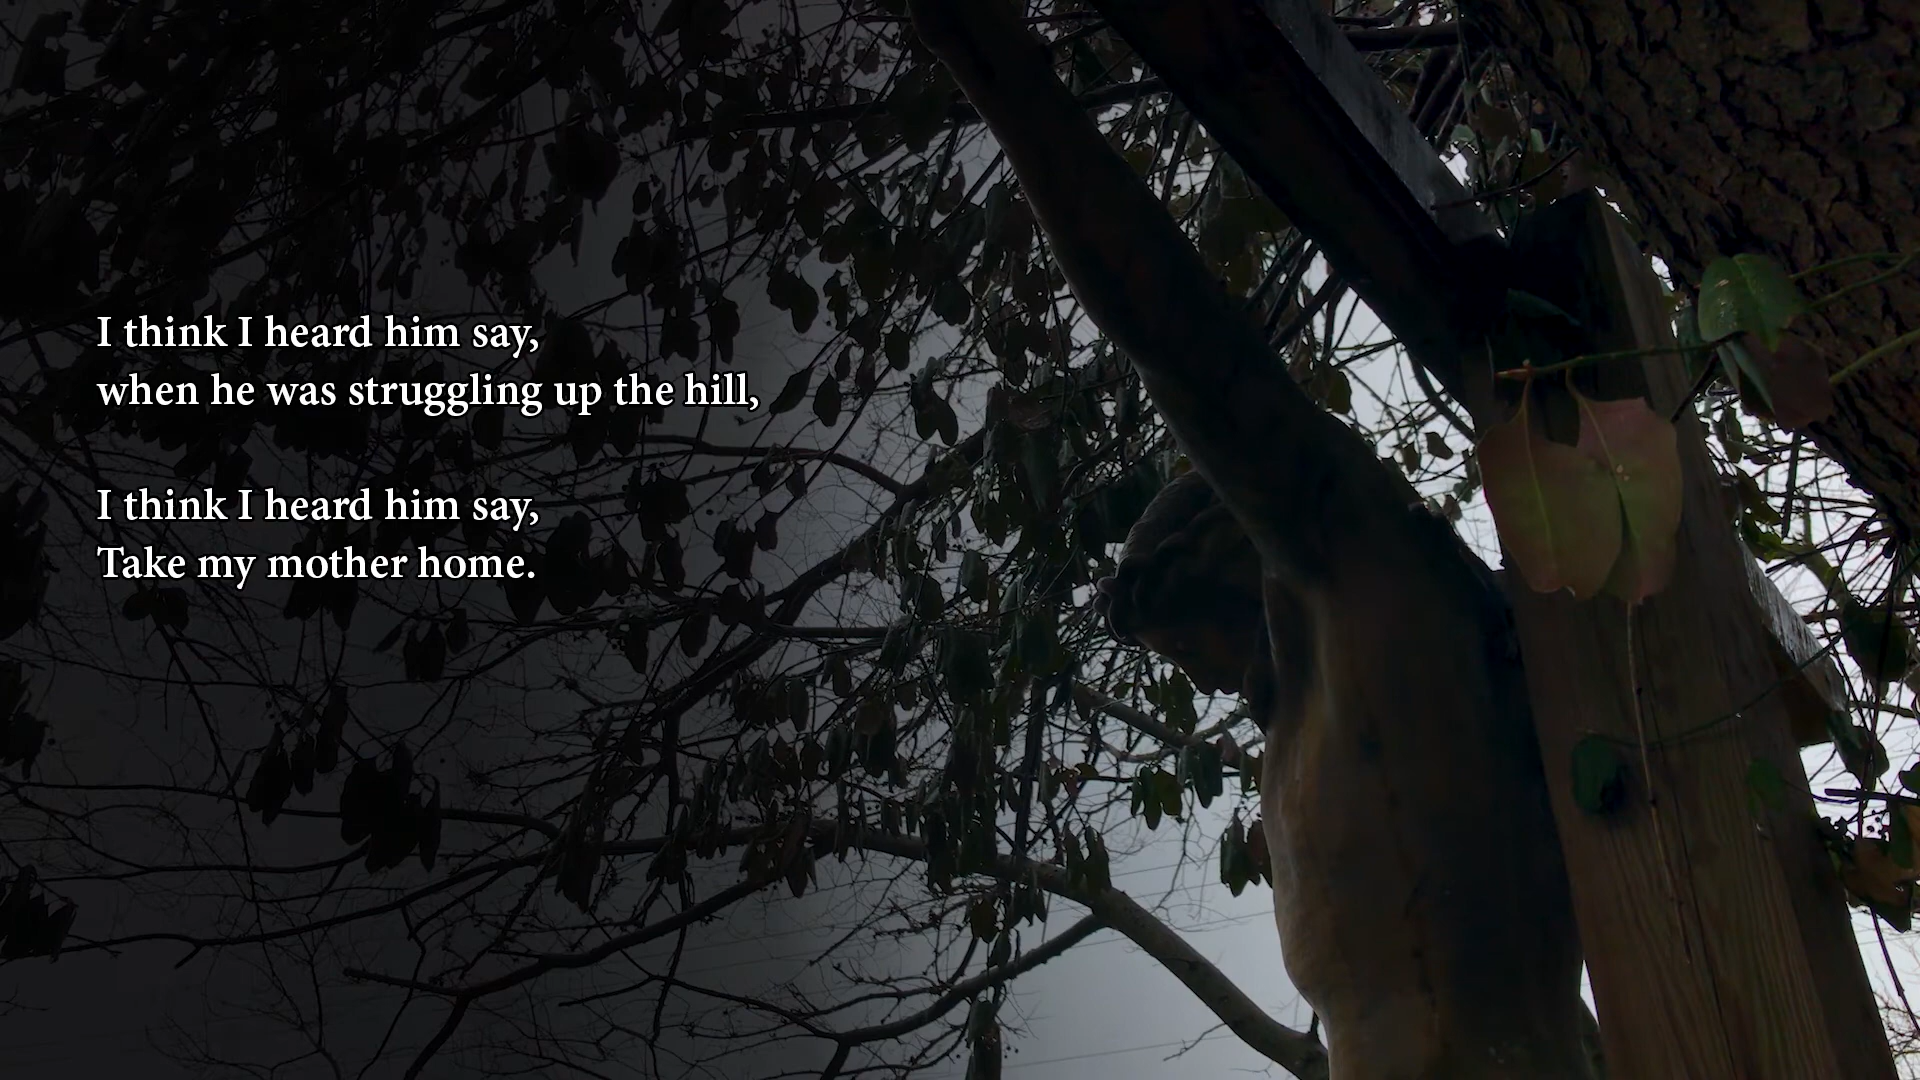 I think I heard him say,
when he was struggling up the hill,
I think I heard him say,
Take my mother home.